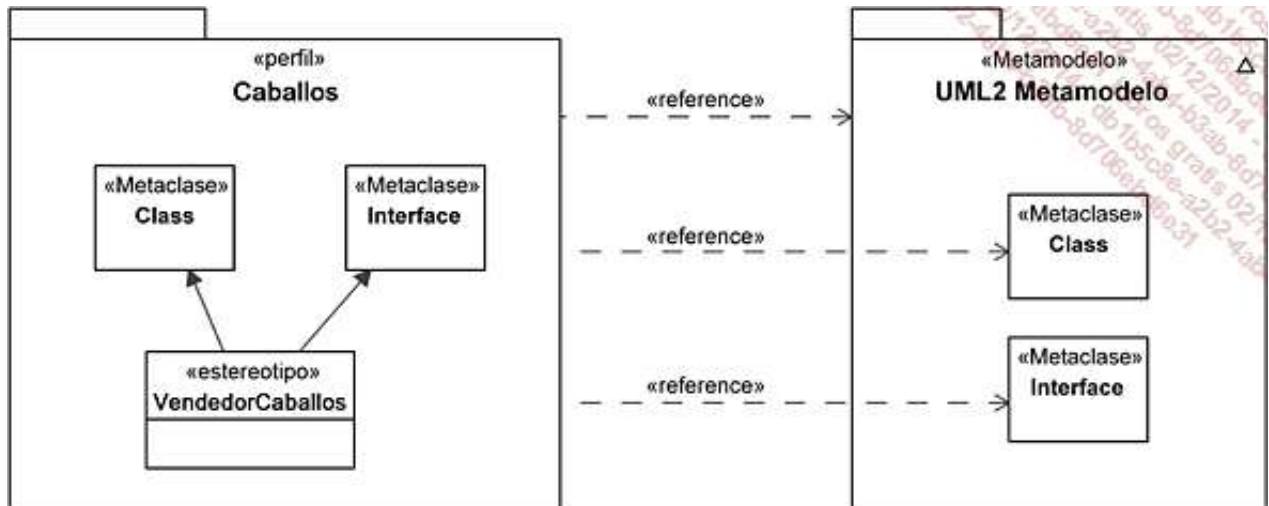 «perfil»
Caballos
«Metaclase»
Class
«Metaclase»
Interface
«estereotipo»
VendedorCaballos
«reference»
«reference»
«reference»
«Metamodelo»
UML2 Metamodelo
«Metaclase»
Class
«Metaclase»
Interface